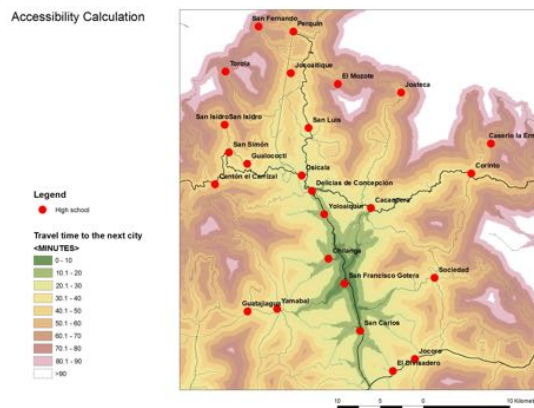 Accessibility Calculation
San Fernando
Perquin
Torola
Jocoaitique
El Mozote
Joateca
San IsidroSan Isidro
San Luis
San Simón
Gualococti
Caserio la Em
Cantón el Carrizal
Osicala
Corinto
Delicias de Concepción
Yoloaiquin
Cacaopera
Chilanga
San Francisco Gotera
Sociedad
Guatajiagua
Yamabal
San Carlos
Jocoro
El Divisadero
Legend
High school
Travel time to the next city
<MINUTES>
0 - 10
10.1 - 20
20.1 - 30
30.1 - 40
40.1 - 50
50.1 - 60
60.1 - 70
70.1 - 80
80.1 - 90
>90
10 5 0 10 Kilome